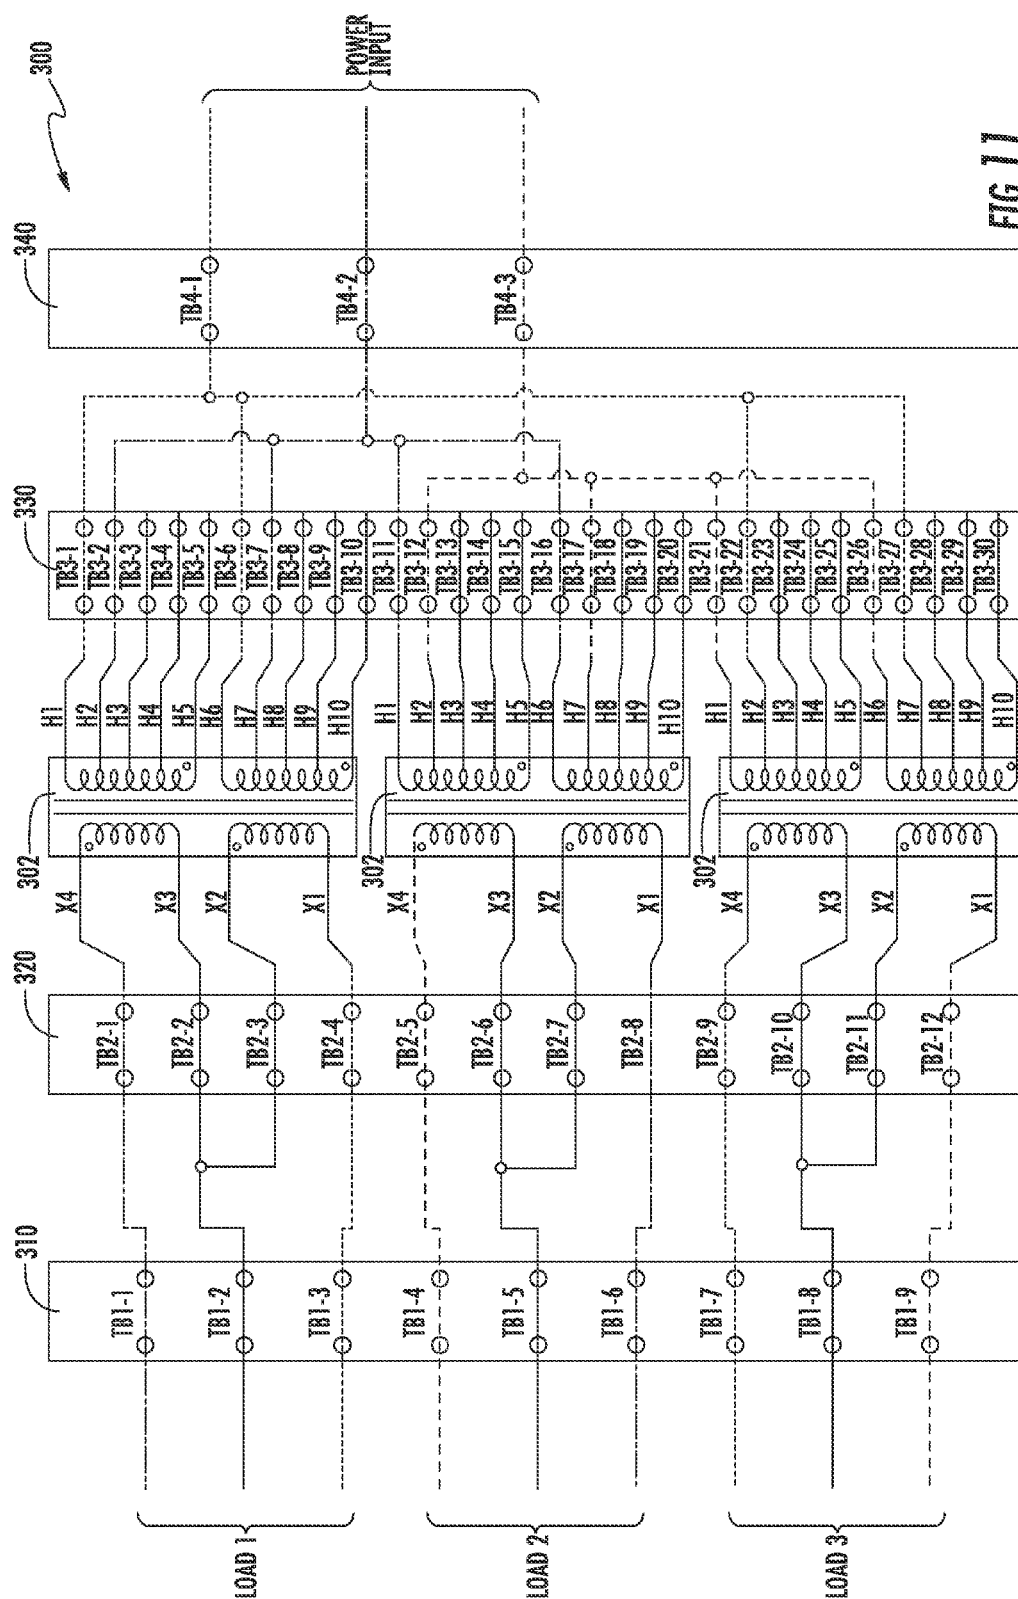 300
POWER
INPUT
340
TB4-1
TB4-2
TB4-3
330
TB3-1
TB3-2
TB3-3
TB3-4
TB3-5
TB3-6
TB3-7
TB3-8
TB3-9
TB3-10
TB3-11
TB3-12
TB3-13
TB3-14
TB3-15
TB3-16
TB3-17
TB3-18
TB3-19
TB3-20
TB3-21
TB3-22
TB3-23
TB3-24
TB3-25
TB3-26
TB3-27
TB3-28
TB3-29
TB3-30
H1
H2
H3
H4
H5
H6
H7
H8
H9
H10
H1
H2
H3
H4
H5
H6
H7
H8
H9
H10
H1
H2
H3
H4
H5
H6
H7
H8
H9
H10
302
302
302
X4
X3
X2
X1
X4
X3
X2
X1
X4
X3
X2
X1
320
TB2-1
TB2-2
TB2-3
TB2-4
TB2-5
TB2-6
TB2-7
TB2-8
TB2-9
TB2-10
TB2-11
TB2-12
310
TB1-1
TB1-2
TB1-3
TB1-4
TB1-5
TB1-6
TB1-7
TB1-8
TB1-9
LOAD 1
LOAD 2
LOAD 3
FIG 11